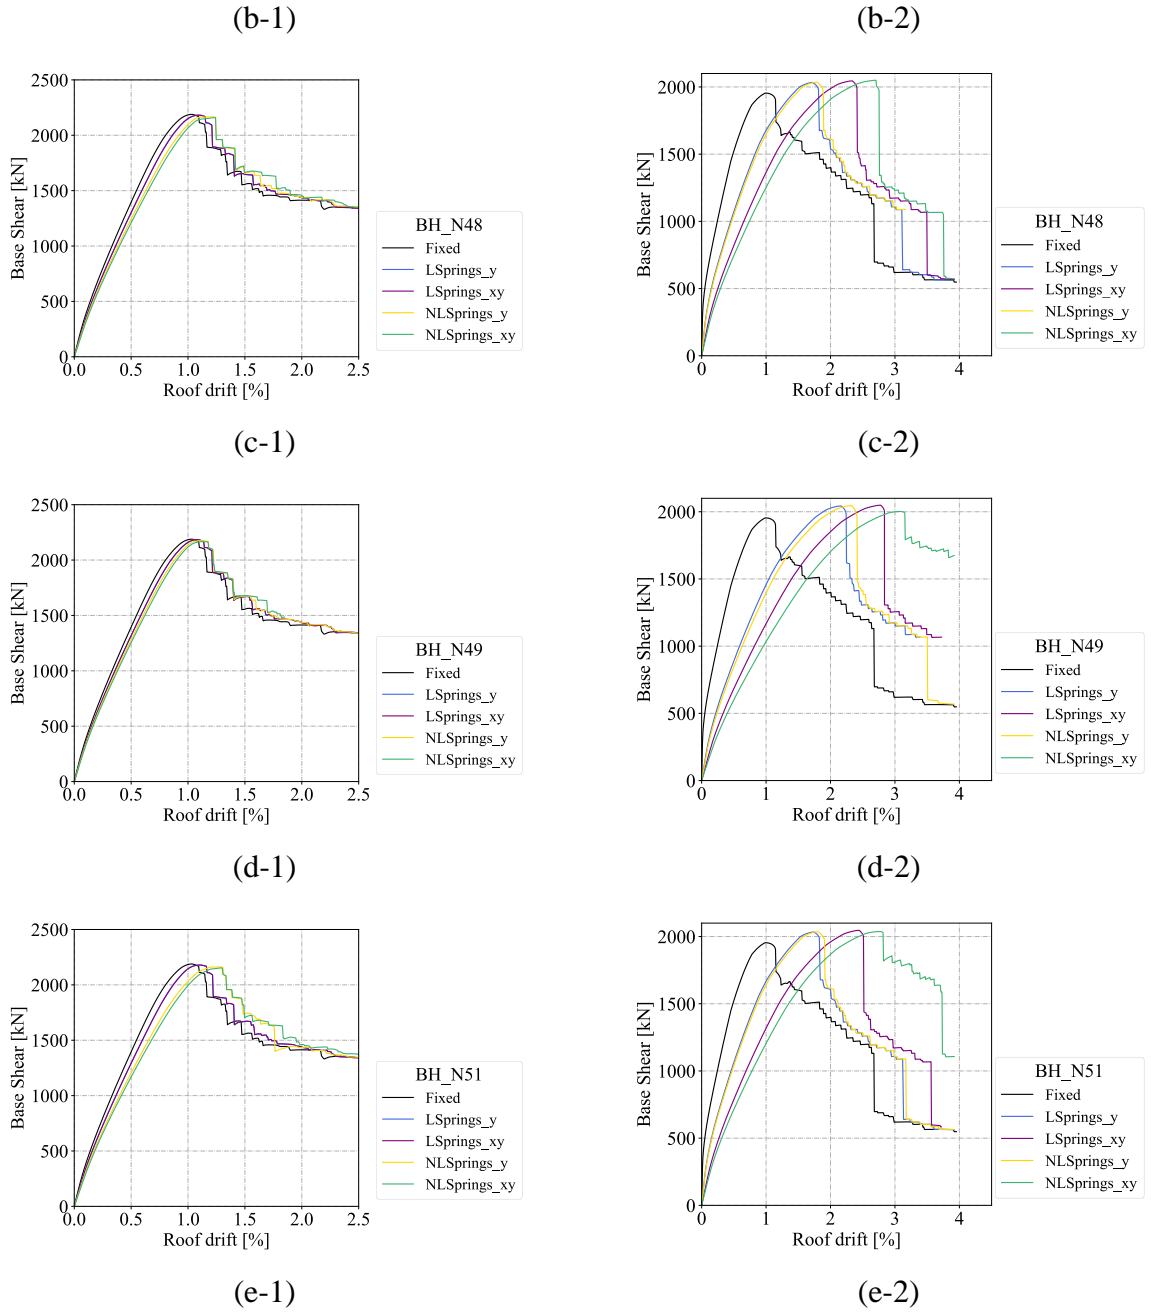 (b-1)
(b-2)
2500
2000
1500
1000
500
0
Base Shear [kN]
0.0 0.5 1.0 1.5 2.0 2.5
Roof drift [%]
BH_N48
Fixed
LSprings_y
LSprings_xy
NLSprings_y
NLSprings_xy
2000
1500
1000
500
0
Base Shear [kN]
0 1 2 3 4
Roof drift [%]
BH_N48
Fixed
LSprings_y
LSprings_xy
NLSprings_y
NLSprings_xy
(c-1)
(c-2)
2500
2000
1500
1000
500
0
Base Shear [kN]
0.0 0.5 1.0 1.5 2.0 2.5
Roof drift [%]
BH_N49
Fixed
LSprings_y
LSprings_xy
NLSprings_y
NLSprings_xy
2000
1500
1000
500
0
Base Shear [kN]
0 1 2 3 4
Roof drift [%]
BH_N49
Fixed
LSprings_y
LSprings_xy
NLSprings_y
NLSprings_xy
(d-1)
(d-2)
2500
2000
1500
1000
500
0
Base Shear [kN]
0.0 0.5 1.0 1.5 2.0 2.5
Roof drift [%]
BH_N51
Fixed
LSprings_y
LSprings_xy
NLSprings_y
NLSprings_xy
2000
1500
1000
500
0
Base Shear [kN]
0 1 2 3 4
Roof drift [%]
BH_N51
Fixed
LSprings_y
LSprings_xy
NLSprings_y
NLSprings_xy
(e-1)
(e-2)